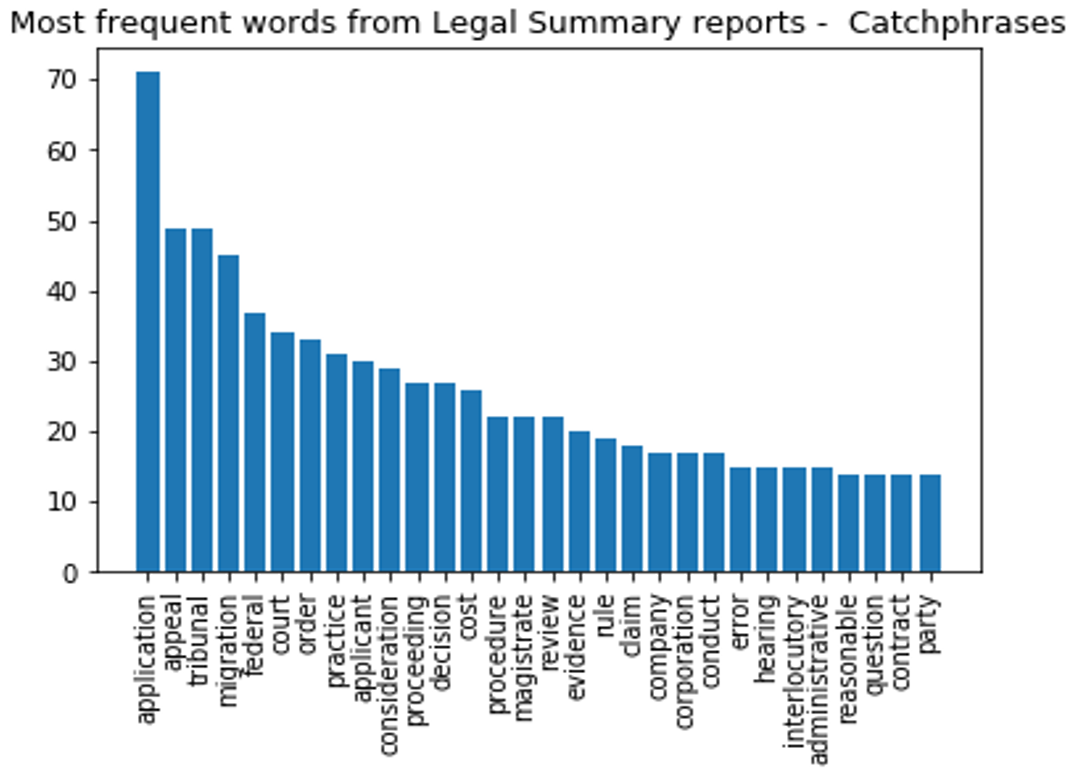 Most frequent words from Legal Summary reports -  Catchphrases
70
60
50
40
30
20
10
0
application
appeal
tribunal
migration
federal
court
order
practice
applicant
consideration
proceeding
decision
cost
procedure
magistrate
review
evidence
rule
claim
company
corporation
conduct
error
hearing
interlocutory
administrative
reasonable
question
contract
party